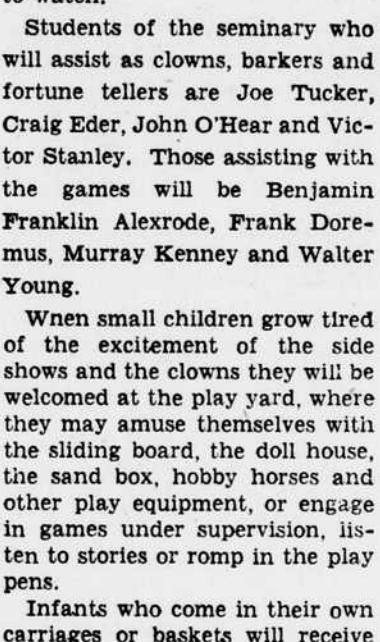 to watch.
Students of the seminary who
will assist as clowns, barkers and
fortune tellers are Joe Tucker,
Craig Eder, John O'Hear and Vic-
tor Stanley. Those assisting with
the games will be Benjamin
Franklin Alexrode, Frank Dore-
mus, Murray Kenney and Walter
Young.
Wnen small children grow tired
of the excitement of the side
shows and the clowns they will be
welcomed at the play yard, where
they may amuse themselves with
the sliding board, the doll house,
the sand box, hobby horses and
other play equipment, or engage
in games under supervision, lis-
ten to stories or romp in the play
pens.
Infants who come in their own
carriages or baskets will receive